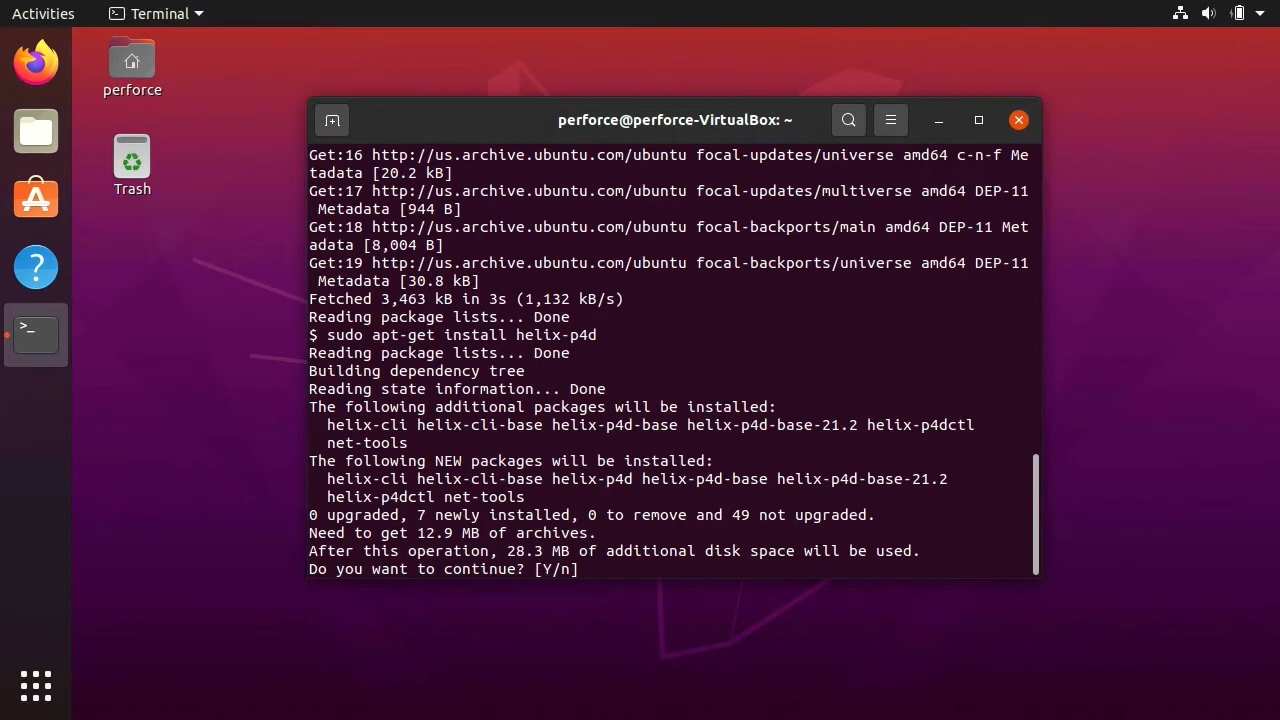 Activities
Terminal
perforce
Trash
perforce@perforce-VirtualBox: ~
Get:16 http://us.archive.ubuntu.com/ubuntu focal-updates/universe amd64 c-n-f Me
tadata [20.2 kB]
Get:17 http://us.archive.ubuntu.com/ubuntu focal-updates/multiverse amd64 DEP-11
 Metadata [944 B]
Get:18 http://us.archive.ubuntu.com/ubuntu focal-backports/main amd64 DEP-11 Met
adata [8,004 B]
Get:19 http://us.archive.ubuntu.com/ubuntu focal-backports/universe amd64 DEP-11
 Metadata [30.8 kB]
Fetched 3,463 kB in 3s (1,132 kB/s)
Reading package lists... Done
$ sudo apt-get install helix-p4d
Reading package lists... Done
Building dependency tree
Reading state information... Done
The following additional packages will be installed:
  helix-cli helix-cli-base helix-p4d-base helix-p4d-base-21.2 helix-p4dctl
  net-tools
The following NEW packages will be installed:
  helix-cli helix-cli-base helix-p4d helix-p4d-base helix-p4d-base-21.2
  helix-p4dctl net-tools
0 upgraded, 7 newly installed, 0 to remove and 49 not upgraded.
Need to get 12.9 MB of archives.
After this operation, 28.3 MB of additional disk space will be used.
Do you want to continue? [Y/n]